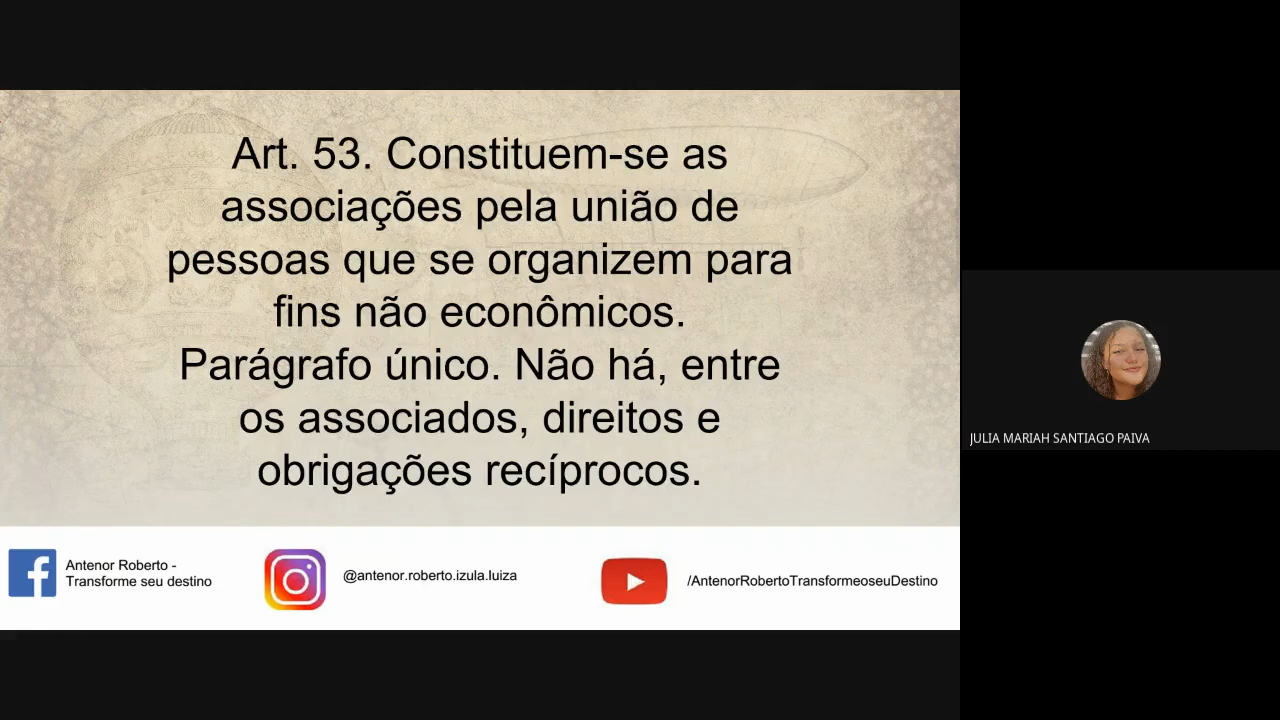 Art. 53. Constituem-se as
associações pela união de
pessoas que se organizem para
fins não econômicos.
Parágrafo único. Não há, entre
os associados, direitos e
obrigações recíprocos.
JULIA MARIAH SANTIAGO PAIVA
Antenor Roberto -
Transforme seu destino
@antenor.roberto.izula.luiza
/AntenorRobertoTransformeoseuDestino